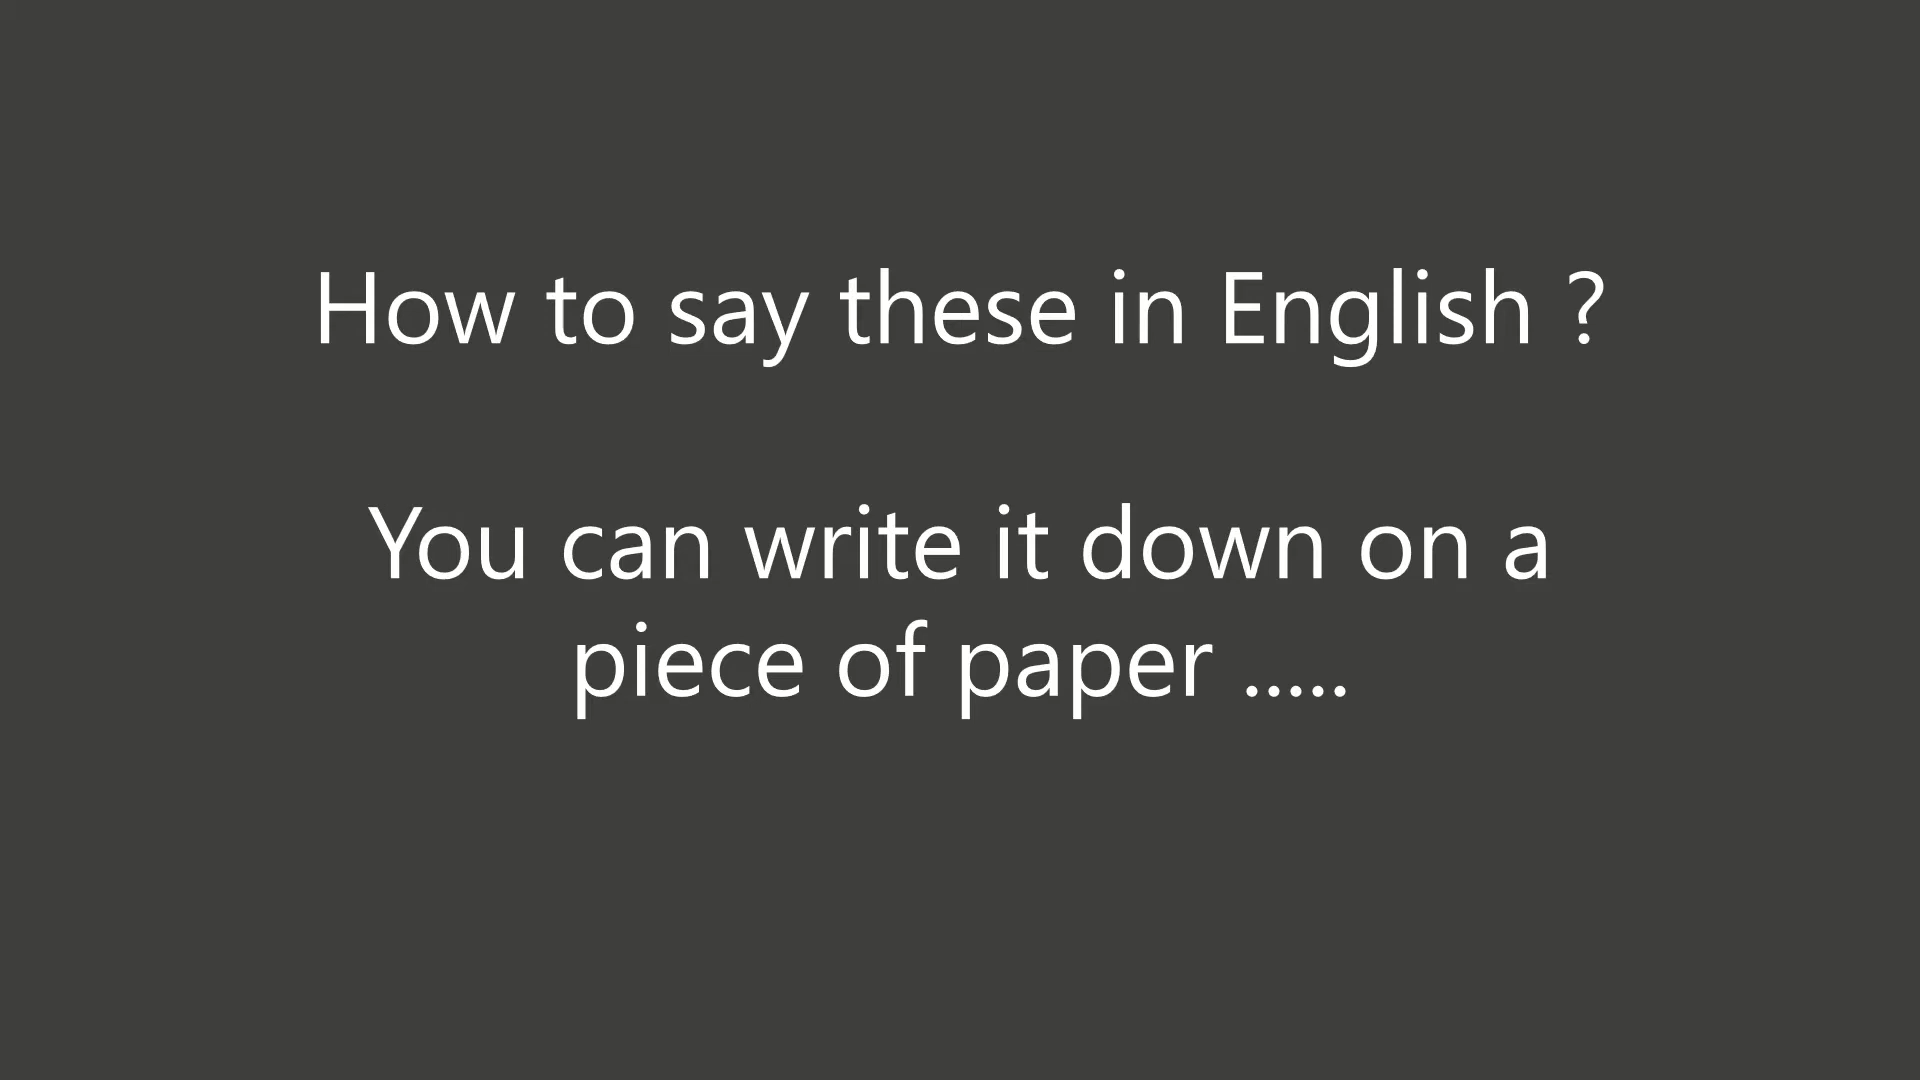 How to say these in English ?
You can write it down on a
piece of paper .....